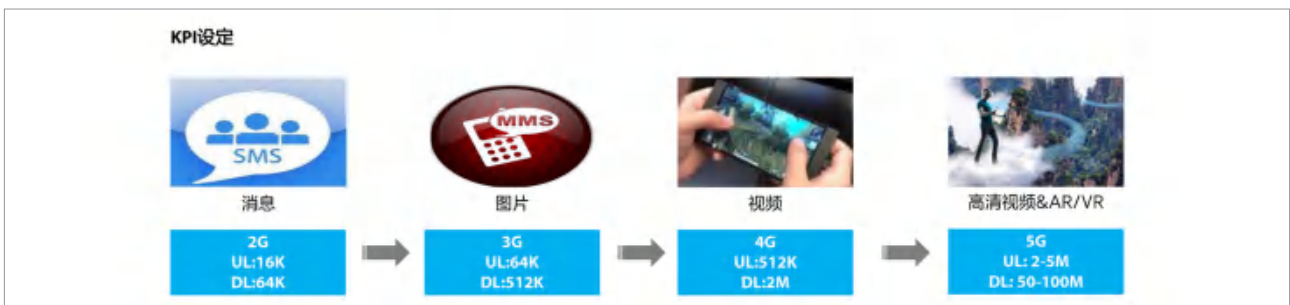 KPI设定
SMS
MMS
消息
图片
视频
高清视频&AR/VR
2G
UL:16K
DL:64K
3G
UL:64K
DL:512K
4G
UL:512K
DL:2M
5G
UL: 2-5M
DL: 50-100M